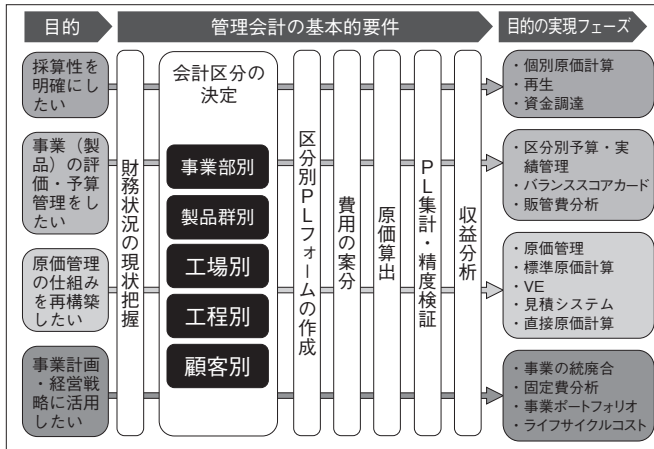 目的
管理会計の基本的要件
目的の実現フェーズ
採算性を
明確にし
たい
事業（製
品）の評
価・予算
管理をし
たい
原価管理
の仕組み
を再構築
したい
事業計画
・経営戦
略に活用
したい
財務状況の現状把握
会計区分の
決定
事業部別
製品群別
工場別
工程別
顧客別
区分別PLフォームの作成
費用の案分
原価算出
PL集計・精度検証
収益分析
・個別原価計算
・再生
・資金調達
・区分別予算・実
績管理
・バランススコアカード
・販管費分析
・原価管理
・標準原価計算
・VE
・見積システム
・直接原価計算
・事業の統廃合
・固定費分析
・事業ポートフォリオ
・ライフサイクルコスト